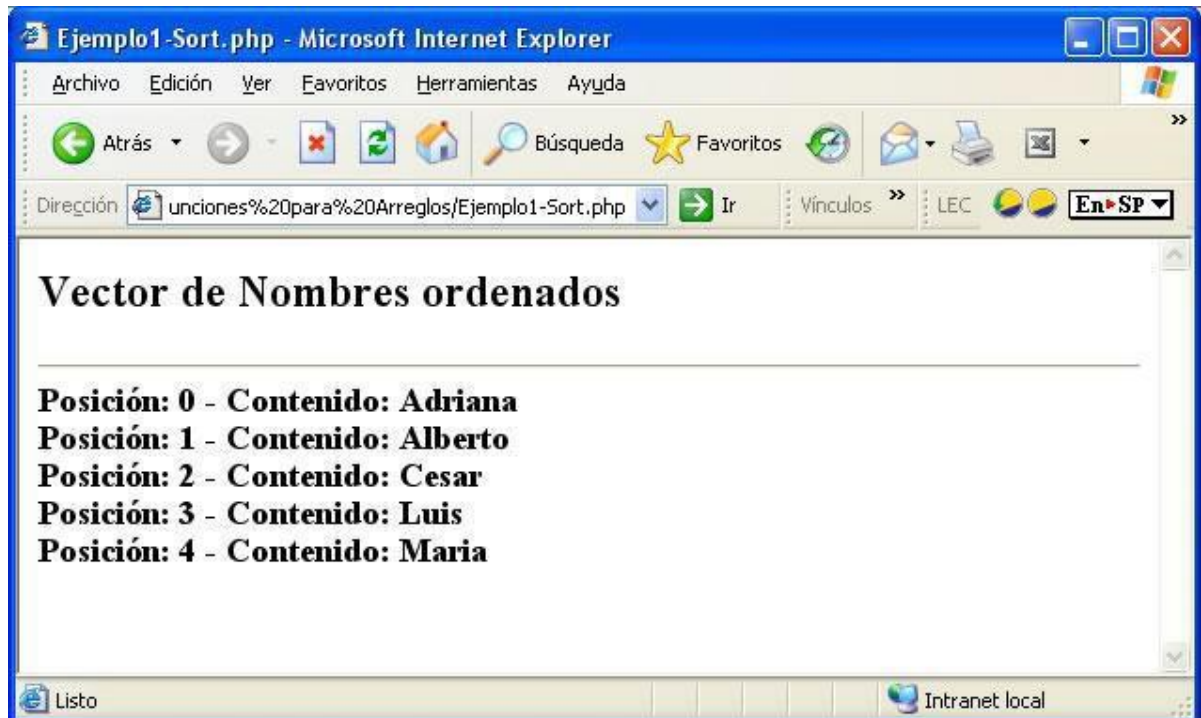 Ejemplo1-Sort.php - Microsoft Internet Explorer
Archivo Edición Ver Favoritos Herramientas Ayuda
Atrás Búsqueda Favoritos »
Dirección unciones%20para%20Arreglos/Ejemplo1-Sort.php Ir Vínculos » LEC En▸SP
Vector de Nombres ordenados
Posición: 0 - Contenido: Adriana
Posición: 1 - Contenido: Alberto
Posición: 2 - Contenido: Cesar
Posición: 3 - Contenido: Luis
Posición: 4 - Contenido: Maria
Listo Intranet local